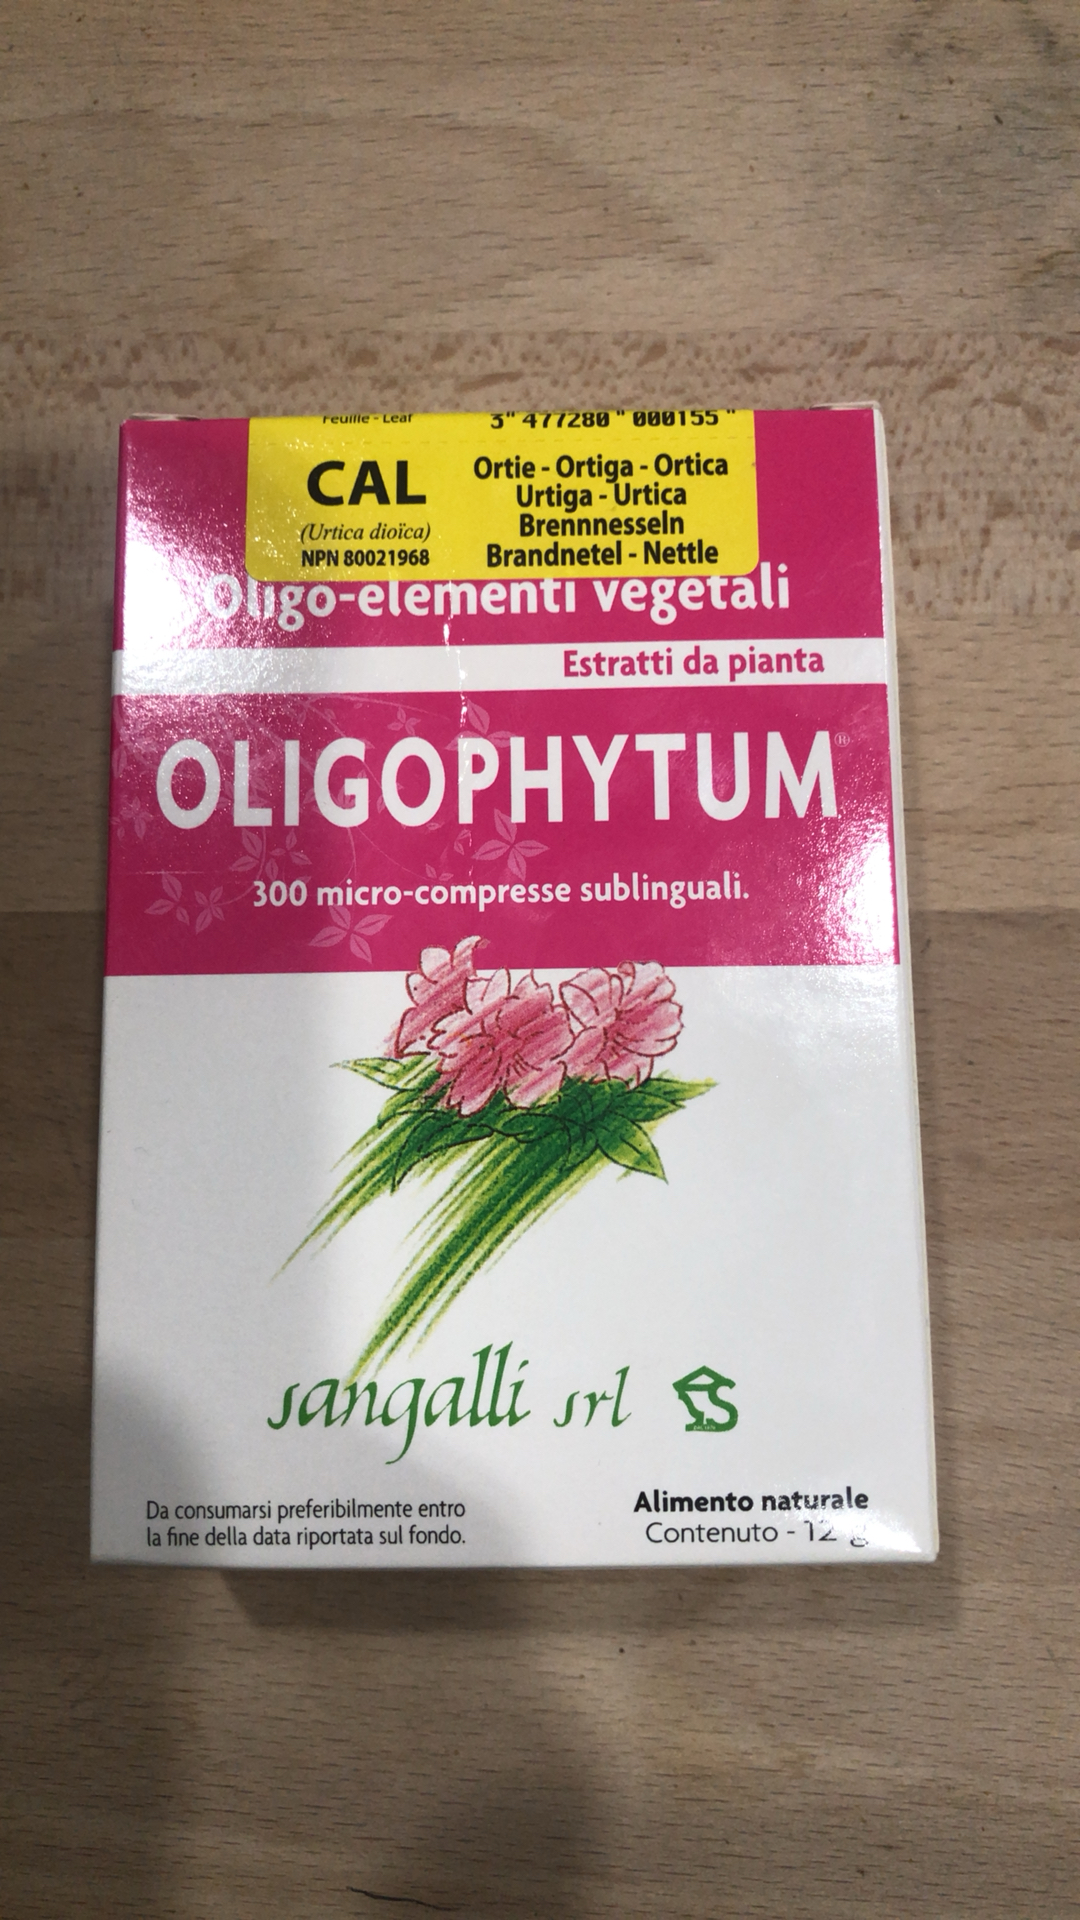 Feuille - Leaf
3" 477280 " 000155 "
CAL
(Urtica dioïca)
NPN 80021968
Ortie - Ortiga - Ortica
Urtiga - Urtica
Brennnesseln
Brandnetel - Nettle
Oligo-elementi vegetali
Estratti da pianta
OLIGOPHYTUM®
300 micro-compresse sublinguali.
sangalli srl
Da consumarsi preferibilmente entro
la fine della data riportata sul fondo.
Alimento naturale
Contenuto - 12 g